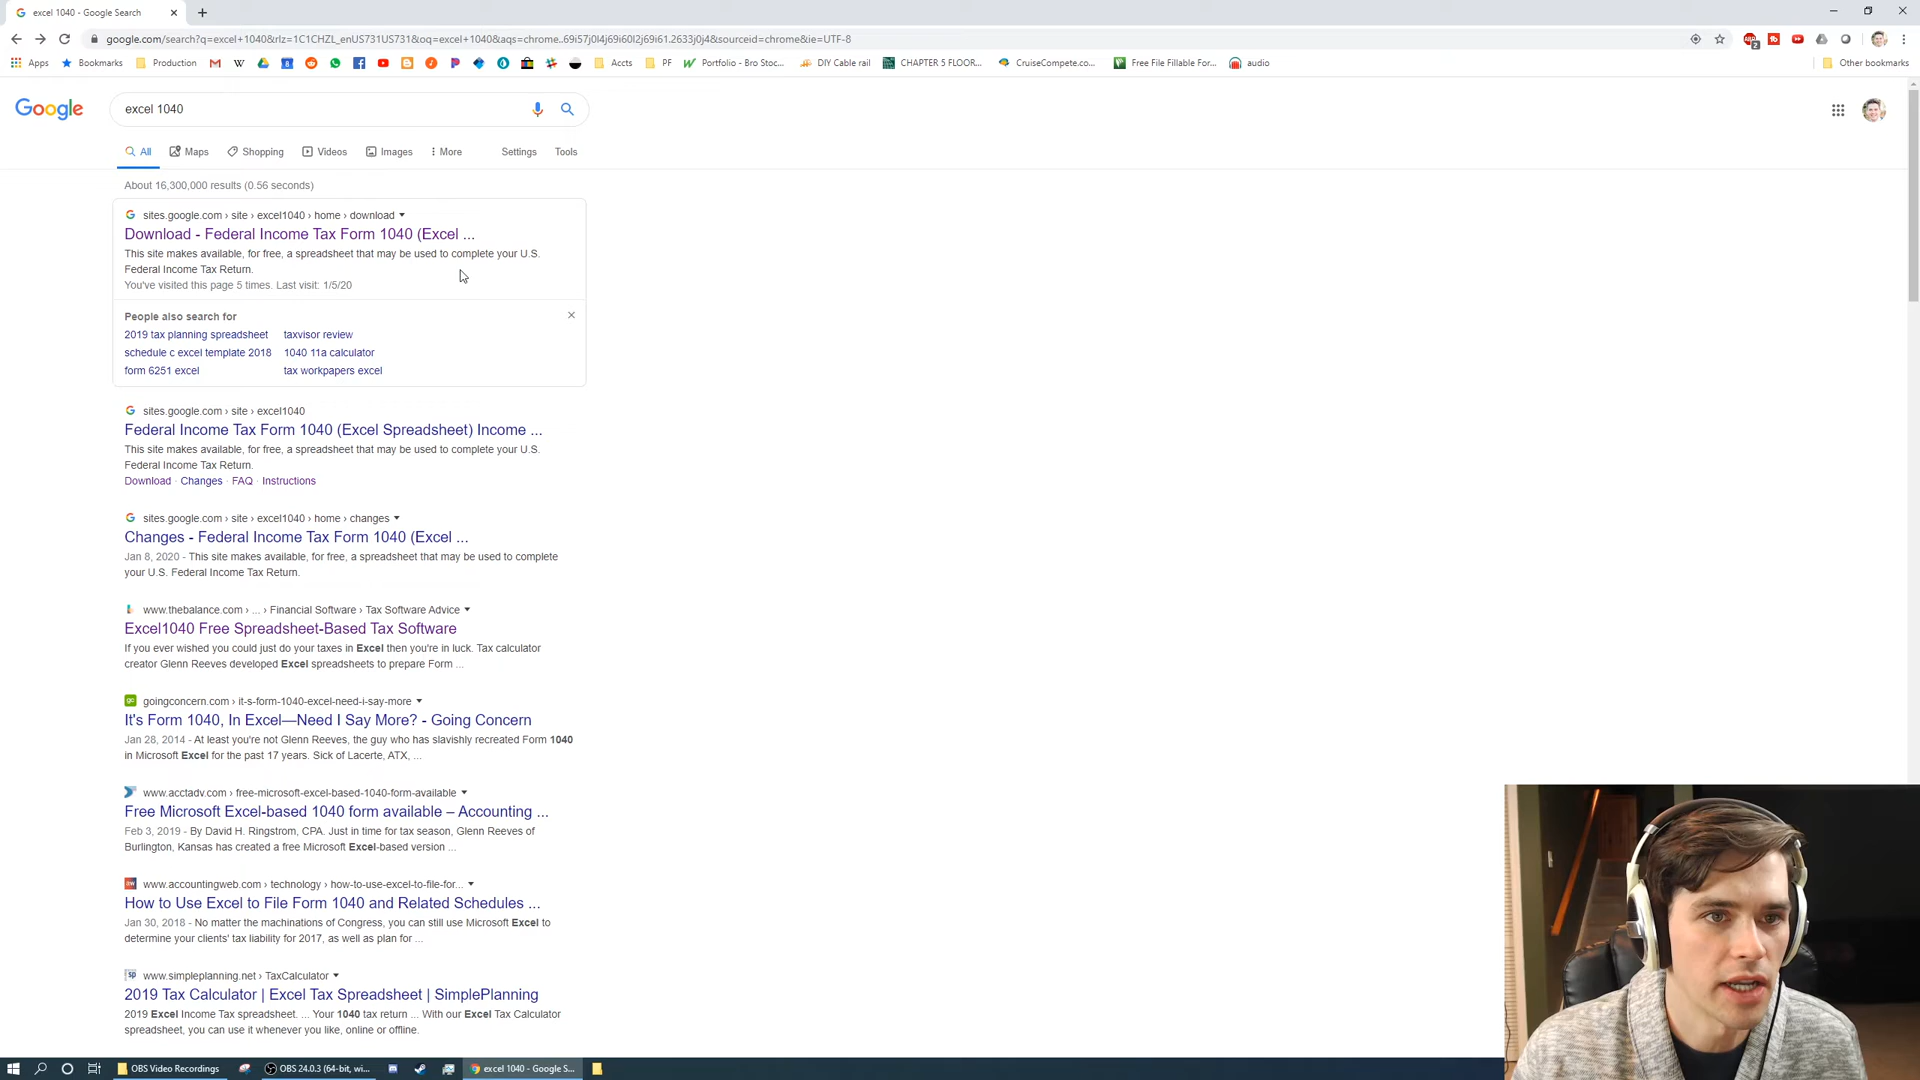 excel 1040 - Google Search
google.com/search?q=excel+1040&rlz=1C1CHZL_enUS731US731&oq=excel+1040&aqs=chrome..69i57j0l4j69i60l2j69i61.2633j0j4&sourceid=chrome&ie=UTF-8
Apps Bookmarks Production Accts PF Portfolio - Bro Stoc... DIY Cable rail CHAPTER 5 FLOOR... CruiseCompete.co... Free File Fillable For... audio Other bookmarks
Google
excel 1040
All Maps Shopping Videos Images More Settings Tools
About 16,300,000 results (0.56 seconds)
sites.google.com › site › excel1040 › home › download
Download - Federal Income Tax Form 1040 (Excel ...
This site makes available, for free, a spreadsheet that may be used to complete your U.S.
Federal Income Tax Return.
You've visited this page 5 times. Last visit: 1/5/20
People also search for
2019 tax planning spreadsheet taxvisor review
schedule c excel template 2018 1040 11a calculator
form 6251 excel tax workpapers excel
sites.google.com › site › excel1040
Federal Income Tax Form 1040 (Excel Spreadsheet) Income ...
This site makes available, for free, a spreadsheet that may be used to complete your U.S.
Federal Income Tax Return.
Download · Changes · FAQ · Instructions
sites.google.com › site › excel1040 › home › changes
Changes - Federal Income Tax Form 1040 (Excel ...
Jan 8, 2020 - This site makes available, for free, a spreadsheet that may be used to complete
your U.S. Federal Income Tax Return.
www.thebalance.com › ... › Financial Software › Tax Software Advice
Excel1040 Free Spreadsheet-Based Tax Software
If you ever wished you could just do your taxes in Excel then you're in luck. Tax calculator
creator Glenn Reeves developed Excel spreadsheets to prepare Form ...
goingconcern.com › it-s-form-1040-excel-need-i-say-more
It's Form 1040, In Excel—Need I Say More? - Going Concern
Jan 28, 2014 - At least you're not Glenn Reeves, the guy who has slavishly recreated Form 1040
in Microsoft Excel for the past 17 years. Sick of Lacerte, ATX, ...
www.acctadv.com › free-microsoft-excel-based-1040-form-available
Free Microsoft Excel-based 1040 form available – Accounting ...
Feb 3, 2019 - By David H. Ringstrom, CPA. Just in time for tax season, Glenn Reeves of
Burlington, Kansas has created a free Microsoft Excel-based version ...
www.accountingweb.com › technology › how-to-use-excel-to-file-for...
How to Use Excel to File Form 1040 and Related Schedules ...
Jan 30, 2018 - No matter the machinations of Congress, you can still use Microsoft Excel to
determine your clients' tax liability for 2017, as well as plan for ...
www.simpleplanning.net › TaxCalculator
2019 Tax Calculator | Excel Tax Spreadsheet | SimplePlanning
2019 Excel Income Tax spreadsheet. ... Your 1040 tax return ... With our Excel Tax Calculator
spreadsheet, you can use it whenever you like, online or offline.
OBS Video Recordings OBS 24.0.3 (64-bit, wi... excel 1040 - Google S...